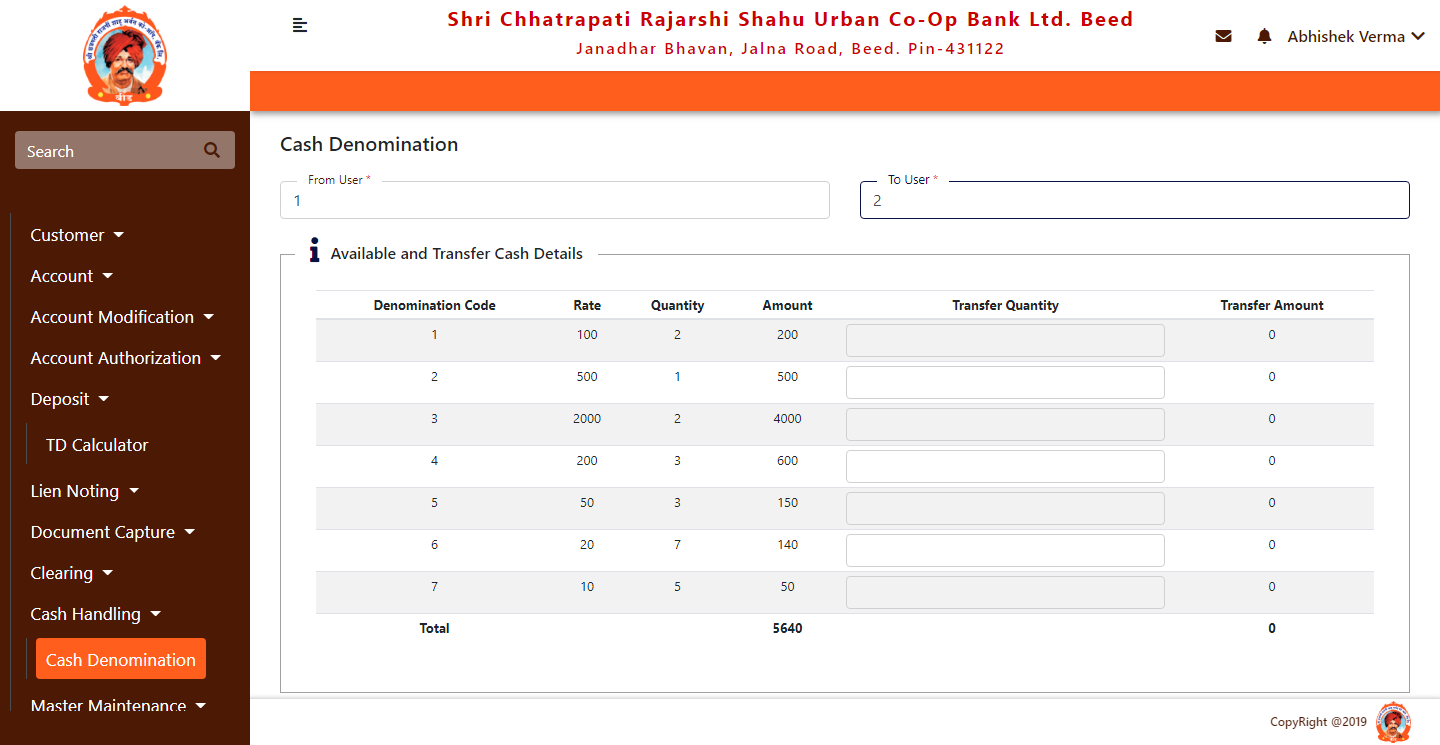 Shri Chhatrapati Rajarshi Shahu Urban Co-Op Bank Ltd. Beed
Janadhar Bhavan, Jalna Road, Beed. Pin-431122
Abhishek Verma
बीड
Search
Customer
Account
Account Modification
Account Authorization
Deposit
TD Calculator
Lien Noting
Document Capture
Clearing
Cash Handling
Cash Denomination
Master Maintenance
Cash Denomination
From User * To User *
1 2
Available and Transfer Cash Details
Denomination Code Rate Quantity Amount Transfer Quantity Transfer Amount
1 100 2 200 0
2 500 1 500 0
3 2000 2 4000 0
4 200 3 600 0
5 50 3 150 0
6 20 7 140 0
7 10 5 50 0
Total 5640 0
CopyRight @2019